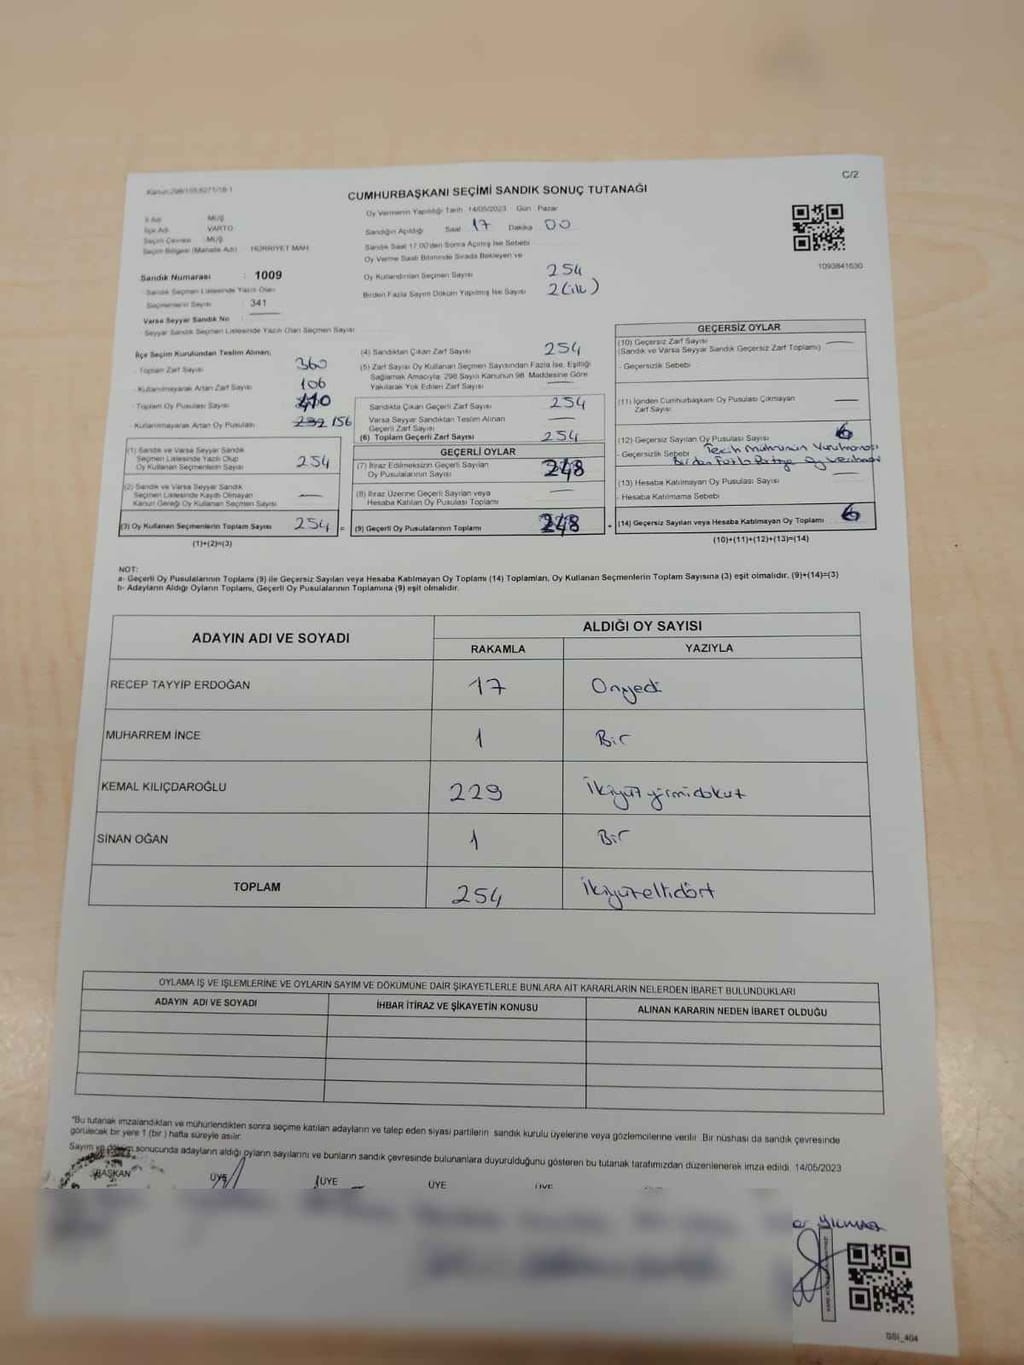 C/2
CUMHURBAŞKANI SEÇİMİ SANDIK SONUÇ TUTANAĞI
İli Adı : MUŞ
İlçe Adı : VARTO
Seçim Çevresi : MUŞ
Seçim Bölgesi (Mahalle Adı) : HÜRRİYET MAH
Sandık Numarası : 1009
Sandık Seçmen Listesinde Yazılı Olan
Seçmenlerin Sayısı : 341
Varsa Seyyar Sandık No :
Seyyar Sandık Seçmen Listesinde Yazılı Olan Seçmen Sayısı
Oy Vermenin Yapıldığı Tarih 14/05/2023 - Gün Pazar
Sandığın Açıldığı Saat 17 Dakika 00
Sandık Saat 17.00'den Sonra Açılmış İse Sebebi
Oy Verme Saati Bitiminde Sırada Bekleyen ve
Oy Kullandırılan Seçmen Sayısı 254
Birden Fazla Sayım Döküm Yapılmış İse Sayısı 2 (iki)
1093841630
İlçe Seçim Kurulundan Teslim Alınan;
- Toplam Zarf Sayısı 360
- Kullanılmayarak Artan Zarf Sayısı 106
- Toplam Oy Pusulası Sayısı 410
- Kullanılmayarak Artan Oy Pusulası 156
(1) Sandık ve Varsa Seyyar Sandık
Seçmen Listesinde Yazılı Olup
Oy Kullanan Seçmenlerin Sayısı 254
(2) Sandık ve Varsa Seyyar Sandık
Seçmen Listesinde Kayıtlı Olmayan
Kanun Gereği Oy Kullanan Seçmen Sayısı —
(3) Oy Kullanan Seçmenlerin Toplam Sayısı 254 =
(1)+(2)=(3)
(4) Sandıktan Çıkan Zarf Sayısı 254
(5) Zarf Sayısı Oy Kullanan Seçmen Sayısından Fazla İse, Eşitliği
Sağlamak Amacıyla, 298 Sayılı Kanunun 98. Maddesine Göre
Yakılarak Yok Edilen Zarf Sayısı —
Sandıkta Çıkan Geçerli Zarf Sayısı 254
Varsa Seyyar Sandıktan Teslim Alınan
Geçerli Zarf Sayısı —
(6) Toplam Geçerli Zarf Sayısı 254
GEÇERLİ OYLAR
(7) İtiraz Edilmeksizin Geçerli Sayılan
Oy Pusulalarının Sayısı 248
(8) İtiraz Üzerine Geçerli Sayılan veya
Hesaba Katılan Oy Pusulası Toplamı —
(9) Geçerli Oy Pusulalarının Toplamı 248
GEÇERSİZ OYLAR
(10) Geçersiz Zarf Sayısı —
(Sandık ve Varsa Seyyar Sandık Geçersiz Zarf Toplamı)
- Geçersizlik Sebebi
(11) İçinden Cumhurbaşkanı Oy Pusulası Çıkmayan —
Zarf Sayısı
(12) Geçersiz Sayılan Oy Pusulası Sayısı 6
- Geçersizlik Sebebi
(13) Hesaba Katılmayan Oy Pusulası Sayısı —
- Hesaba Katılmama Sebebi
(14) Geçersiz Sayılan veya Hesaba Katılmayan Oy Toplamı 6
(10)+(11)+(12)+(13)=(14)
NOT:
a- Geçerli Oy Pusulalarının Toplamı (9) ile Geçersiz Sayılan veya Hesaba Katılmayan Oy Toplamı (14) Toplamları, Oy Kullanan Seçmenlerin Toplam Sayısına (3) eşit olmalıdır. (9)+(14)=(3)
b- Adayların Aldığı Oyların Toplamı, Geçerli Oy Pusulalarının Toplamına (9) eşit olmalıdır.
ADAYIN ADI VE SOYADI
ALDIĞI OY SAYISI
RAKAMLA YAZIYLA
RECEP TAYYİP ERDOĞAN 17 Onyedi
MUHARREM İNCE 1 Bir
KEMAL KILIÇDAROĞLU 229 ikiyüzyirmidokuz
SİNAN OĞAN 1 Bir
TOPLAM 254 ikiyüzellidört
OYLAMA İŞ VE İŞLEMLERİNE VE OYLARIN SAYIM VE DÖKÜMÜNE DAİR ŞİKAYETLERLE BUNLARA AİT KARARLARIN NELERDEN İBARET BULUNDUKLARI
ADAYIN ADI VE SOYADI İHBAR İTİRAZ VE ŞİKAYETİN KONUSU ALINAN KARARIN NEDEN İBARET OLDUĞU
*Bu tutanak imzalandıktan ve mühürlendikten sonra seçime katılan adayların ve talep eden siyasi partilerin sandık kurulu üyelerine veya gözlemcilerine verilir. Bir nüshası da sandık çevresinde
görülecek bir yere 1 (bir) hafta süreyle asılır.
Sayım ve döküm sonucunda adayların aldığı oyların sayılarını ve bunların sandık çevresinde bulunanlara duyurulduğunu gösteren bu tutanak tarafımızdan düzenlenerek imza edildi. 14/05/2023
BAŞKAN ÜYE ÜYE ÜYE ÜYE
YILMAZ
SSI_404